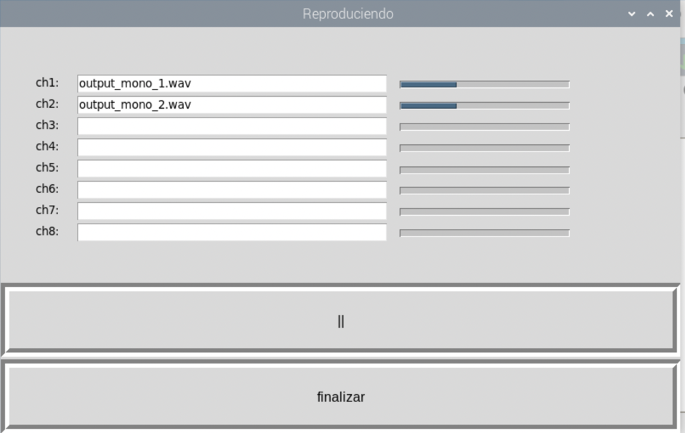 Reproduciendo
ch1: output_mono_1.wav
ch2: output_mono_2.wav
ch3:
ch4:
ch5:
ch6:
ch7:
ch8:
||
finalizar